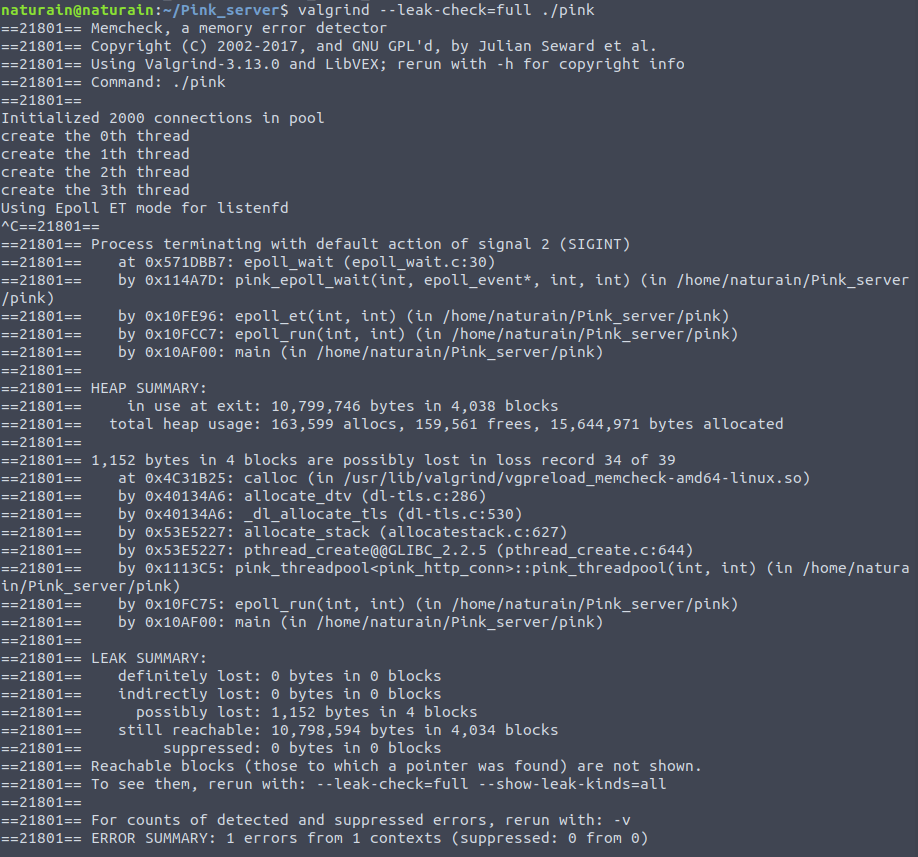 naturain@naturain:~/Pink_server$ valgrind --leak-check=full ./pink
==21801== Memcheck, a memory error detector
==21801== Copyright (C) 2002-2017, and GNU GPL'd, by Julian Seward et al.
==21801== Using Valgrind-3.13.0 and LibVEX; rerun with -h for copyright info
==21801== Command: ./pink
==21801==
Initialized 2000 connections in pool
create the 0th thread
create the 1th thread
create the 2th thread
create the 3th thread
Using Epoll ET mode for listenfd
^C==21801==
==21801== Process terminating with default action of signal 2 (SIGINT)
==21801==    at 0x571DBB7: epoll_wait (epoll_wait.c:30)
==21801==    by 0x114A7D: pink_epoll_wait(int, epoll_event*, int, int) (in /home/naturain/Pink_server
/pink)
==21801==    by 0x10FE96: epoll_et(int, int) (in /home/naturain/Pink_server/pink)
==21801==    by 0x10FCC7: epoll_run(int, int) (in /home/naturain/Pink_server/pink)
==21801==    by 0x10AF00: main (in /home/naturain/Pink_server/pink)
==21801==
==21801== HEAP SUMMARY:
==21801==     in use at exit: 10,799,746 bytes in 4,038 blocks
==21801==   total heap usage: 163,599 allocs, 159,561 frees, 15,644,971 bytes allocated
==21801==
==21801== 1,152 bytes in 4 blocks are possibly lost in loss record 34 of 39
==21801==    at 0x4C31B25: calloc (in /usr/lib/valgrind/vgpreload_memcheck-amd64-linux.so)
==21801==    by 0x40134A6: allocate_dtv (dl-tls.c:286)
==21801==    by 0x40134A6: _dl_allocate_tls (dl-tls.c:530)
==21801==    by 0x53E5227: allocate_stack (allocatestack.c:627)
==21801==    by 0x53E5227: pthread_create@@GLIBC_2.2.5 (pthread_create.c:644)
==21801==    by 0x1113C5: pink_threadpool<pink_http_conn>::pink_threadpool(int, int) (in /home/natura
in/Pink_server/pink)
==21801==    by 0x10FC75: epoll_run(int, int) (in /home/naturain/Pink_server/pink)
==21801==    by 0x10AF00: main (in /home/naturain/Pink_server/pink)
==21801==
==21801== LEAK SUMMARY:
==21801==    definitely lost: 0 bytes in 0 blocks
==21801==    indirectly lost: 0 bytes in 0 blocks
==21801==      possibly lost: 1,152 bytes in 4 blocks
==21801==    still reachable: 10,798,594 bytes in 4,034 blocks
==21801==         suppressed: 0 bytes in 0 blocks
==21801== Reachable blocks (those to which a pointer was found) are not shown.
==21801== To see them, rerun with: --leak-check=full --show-leak-kinds=all
==21801==
==21801== For counts of detected and suppressed errors, rerun with: -v
==21801== ERROR SUMMARY: 1 errors from 1 contexts (suppressed: 0 from 0)